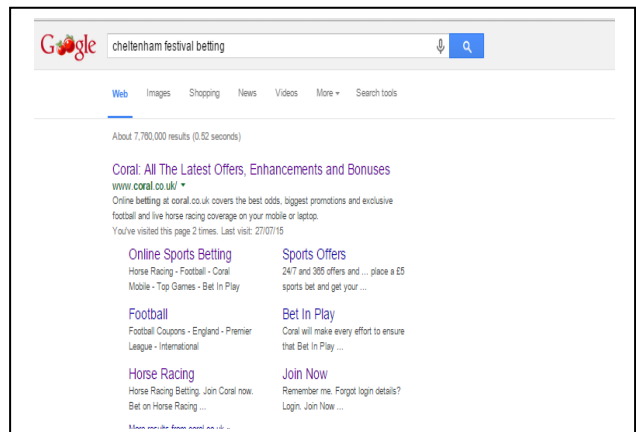 Google
cheltenham festival betting
Web Images Shopping News Videos More Search tools
About 7,760,000 results (0.52 seconds)
Coral: All The Latest Offers, Enhancements and Bonuses
www.coral.co.uk/
Online betting at coral.co.uk covers the best odds, biggest promotions and exclusive
football and live horse racing coverage on your mobile or laptop.
You've visited this page 2 times. Last visit: 27/07/15
Online Sports Betting
Horse Racing - Football - Coral
Mobile - Top Games - Bet In Play
Sports Offers
24/7 and 365 offers and ... place a £5
sports bet and get your ...
Football
Football Coupons - England - Premier
League - International
Bet In Play
Coral will make every effort to ensure
that Bet In Play ...
Horse Racing
Horse Racing Betting. Join Coral now.
Bet on Horse Racing ...
Join Now
Remember me. Forgot login details?
Login. Join Now ...
More results from coral.co.uk »